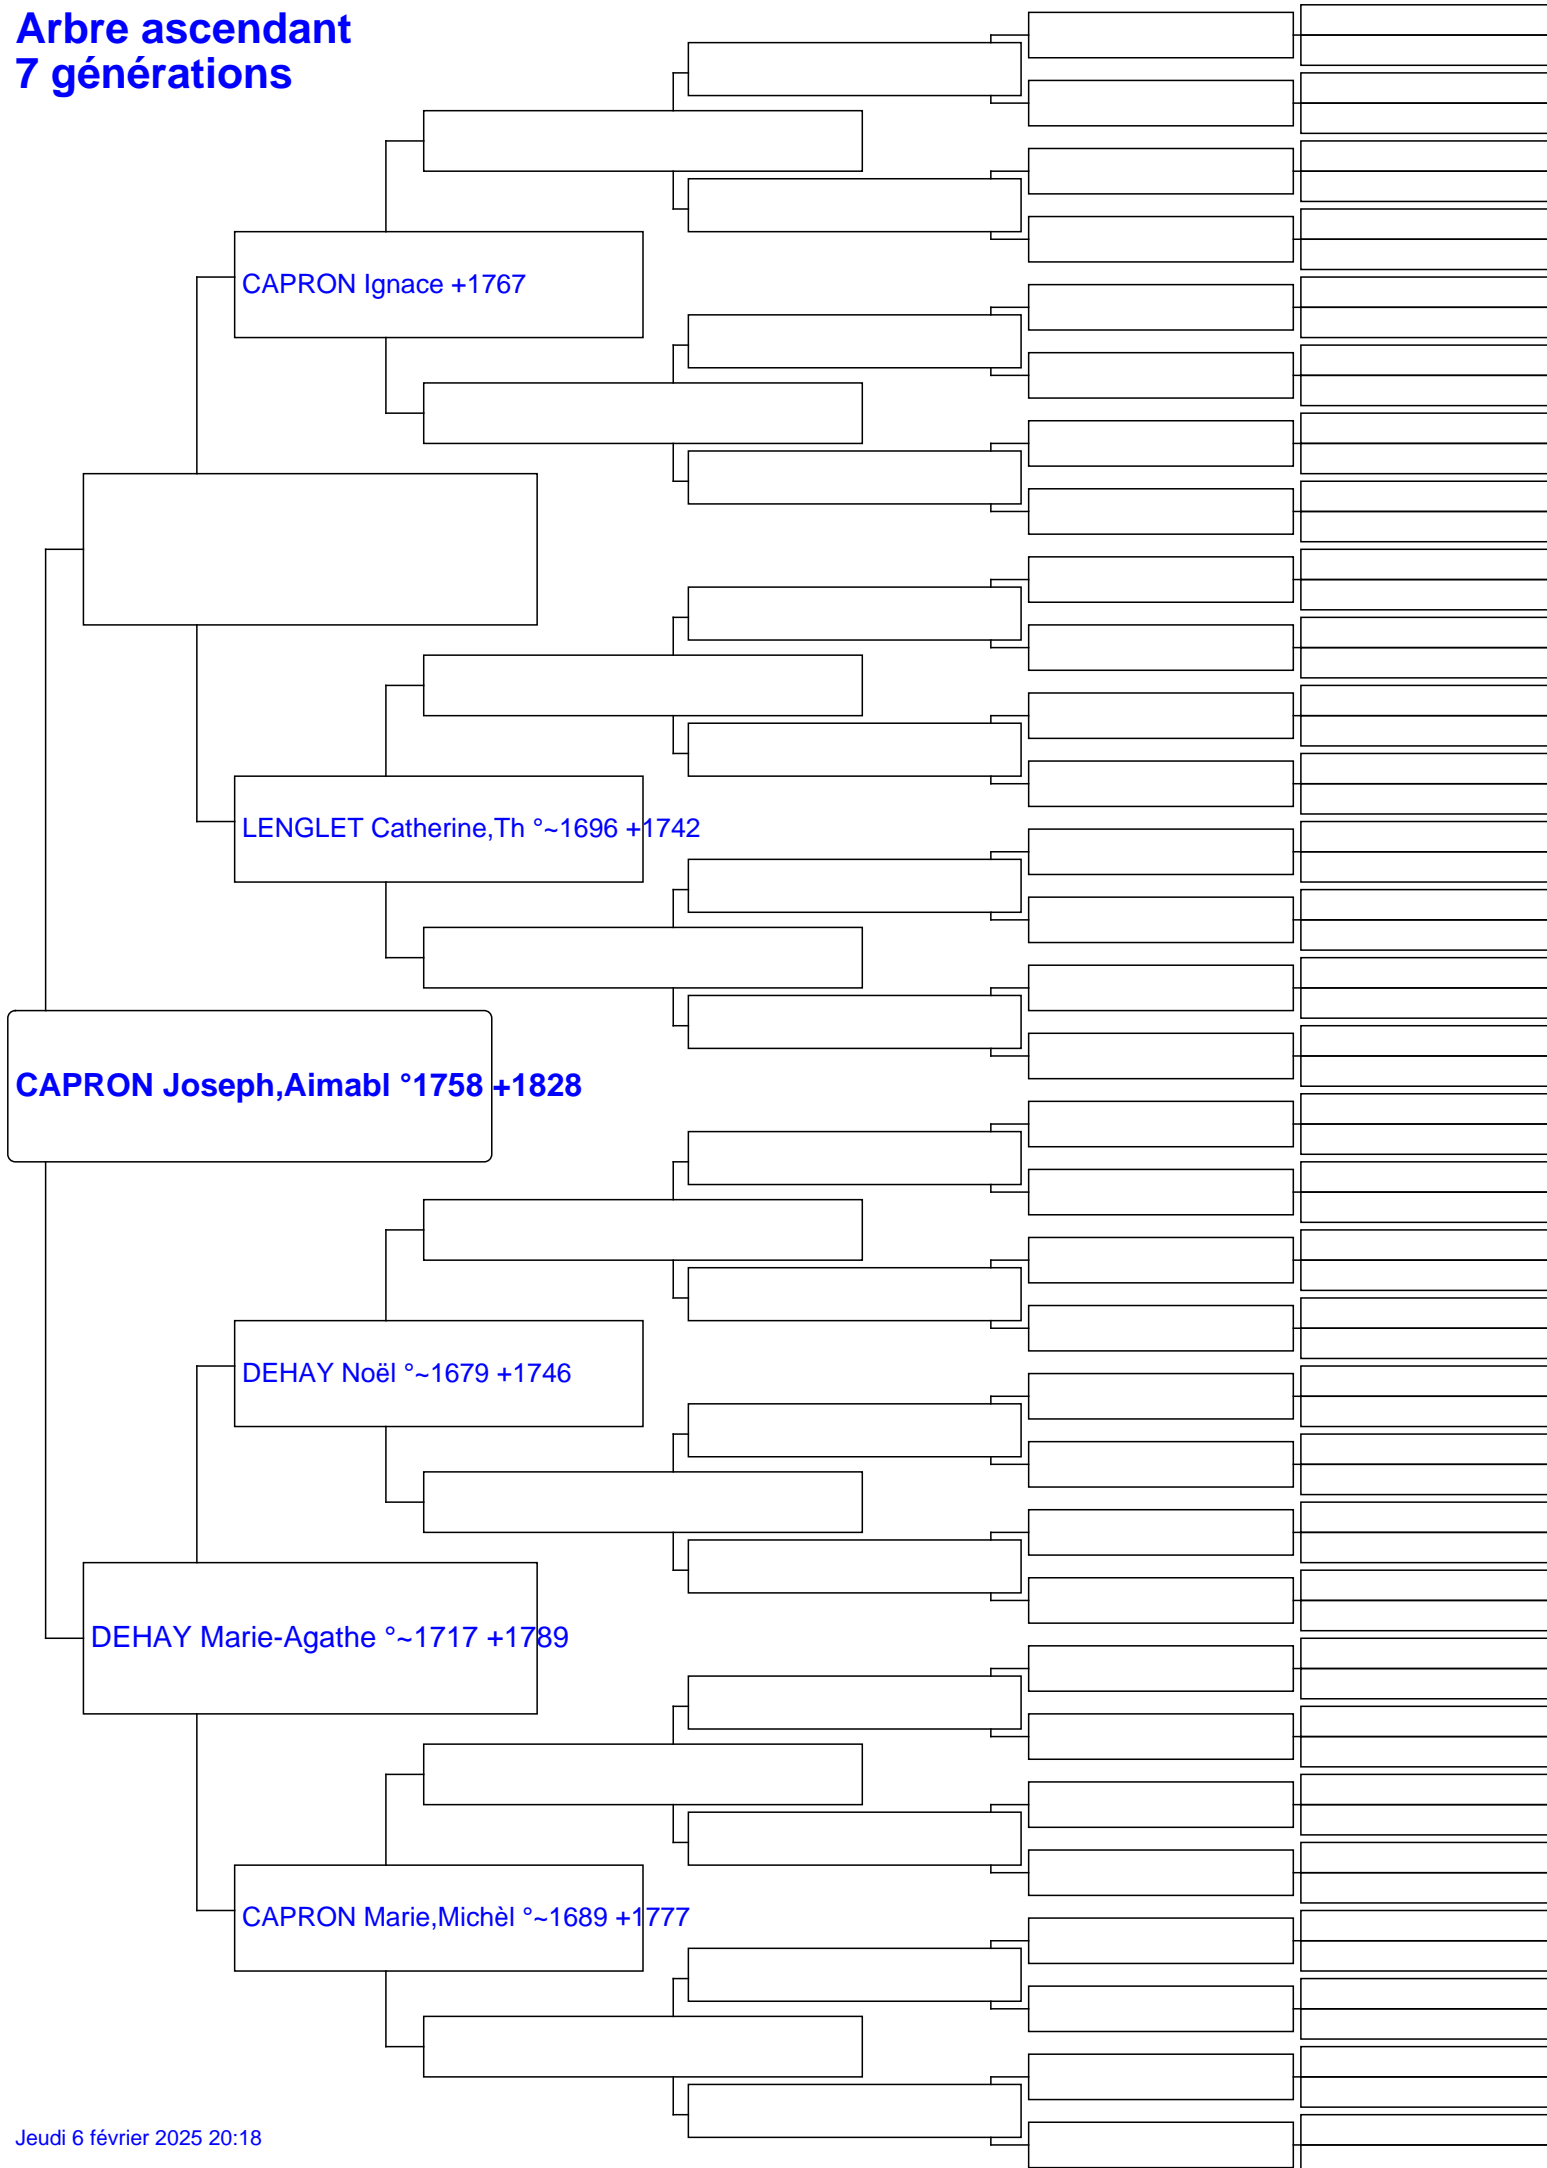 Arbre ascendant
7 générations
CAPRON Ignace +1767
LENGLET Catherine,Th °~1696 +1742
CAPRON Joseph,Aimabl °1758 +1828
DEHAY Noël °~1679 +1746
DEHAY Marie-Agathe °~1717 +1789
CAPRON Marie,Michèl °~1689 +1777
Jeudi 6 février 2025 20:18